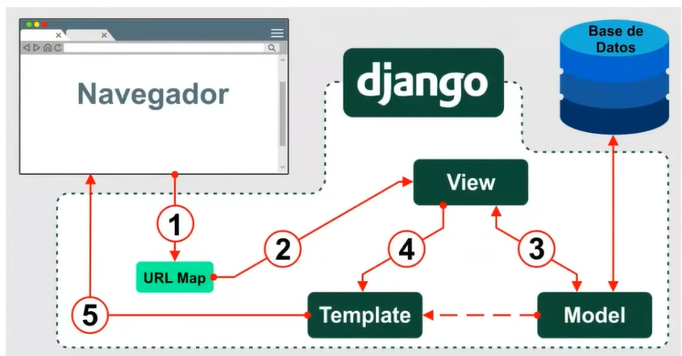 Navegador
django
Base de
Datos
View
1
2
4
3
URL Map
5
Template
Model